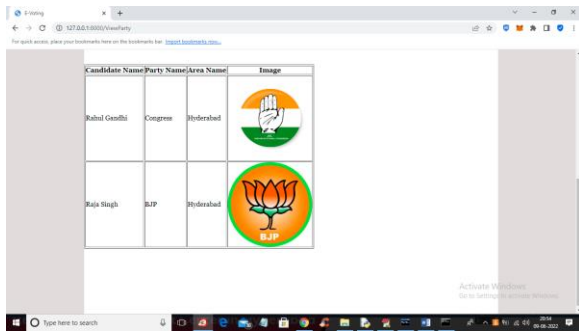 E-Voting
127.0.0.1:8000/ViewParty
For quick access, place your bookmarks here on the bookmarks bar. Import bookmarks now...
Candidate Name Party Name Area Name Image
Rahul Gandhi Congress Hyderabad
Raja Singh BJP Hyderabad
BJP
Activate Windows
Go to Settings to activate Windows.
Type here to search
20:54
09-06-2022